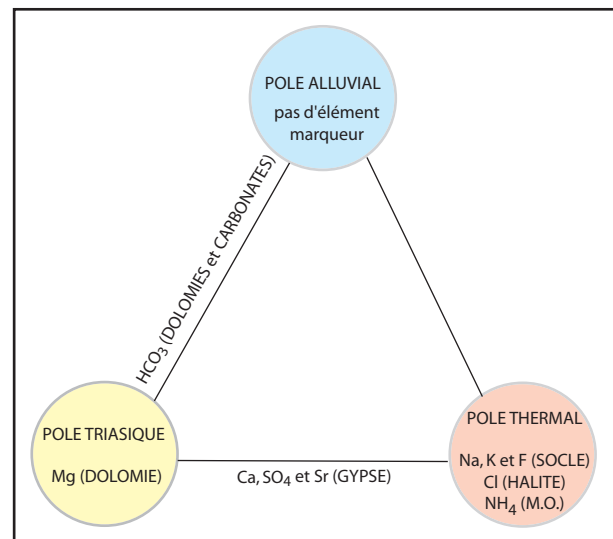 POLE ALLUVIAL
pas d'élément
marqueur
HCO3 (DOLOMIES et CARBONATES)
POLE TRIASIQUE
Mg (DOLOMIE)
Ca, SO4 et Sr (GYPSE)
POLE THERMAL
Na, K et F (SOCLE)
Cl (HALITE)
NH4 (M.O.)